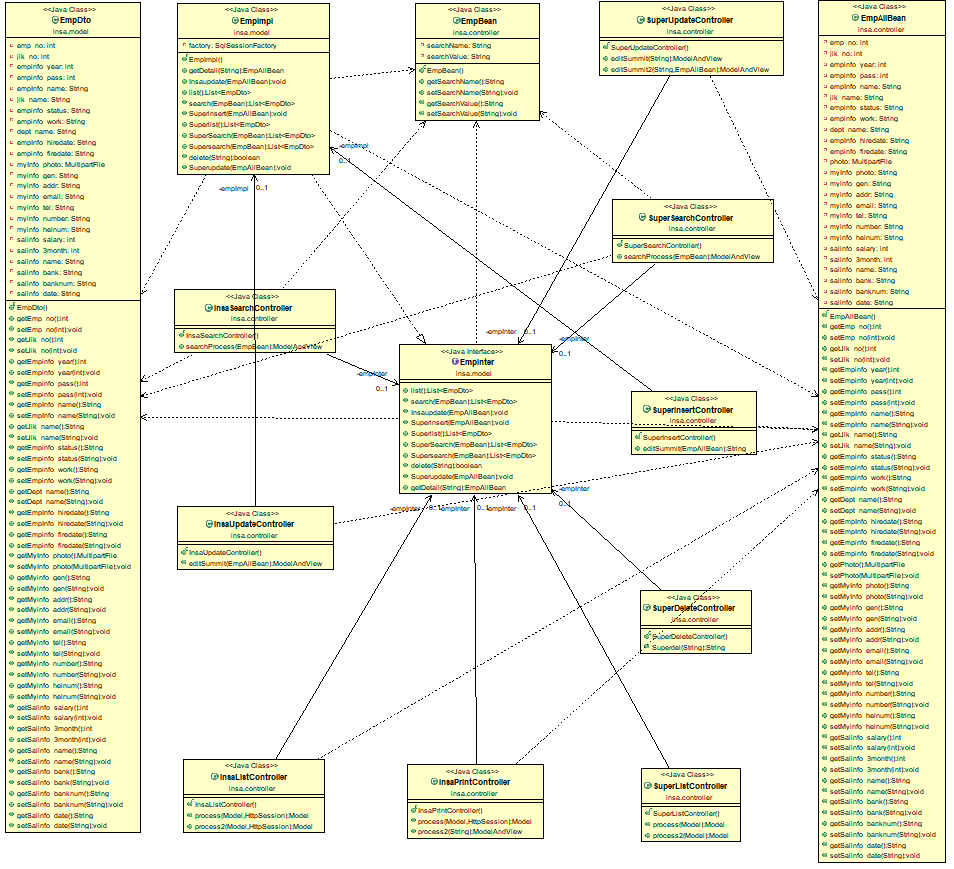 <<Java Class>>
EmpDto
insa.model
emp_no: int
jik_no: int
empinfo_year: int
empinfo_pass: int
empinfo_name: String
jik_name: String
empinfo_status: String
empinfo_work: String
dept_name: String
empinfo_hiredate: String
empinfo_firedate: String
myinfo_photo: MultipartFile
myinfo_gen: String
myinfo_addr: String
myinfo_email: String
myinfo_tel: String
myinfo_number: String
myinfo_heinum: String
salinfo_salary: int
salinfo_3month: int
salinfo_name: String
salinfo_bank: String
salinfo_banknum: String
salinfo_date: String
EmpDto()
getEmp_no():int
setEmp_no(int):void
getJik_no():int
setJik_no(int):void
getEmpinfo_year():int
setEmpinfo_year(int):void
getEmpinfo_pass():int
setEmpinfo_pass(int):void
getEmpinfo_name():String
setEmpinfo_name(String):void
getJik_name():String
setJik_name(String):void
getEmpinfo_status():String
setEmpinfo_status(String):void
getEmpinfo_work():String
setEmpinfo_work(String):void
getDept_name():String
setDept_name(String):void
getEmpinfo_hiredate():String
setEmpinfo_hiredate(String):void
getEmpinfo_firedate():String
setEmpinfo_firedate(String):void
getMyinfo_photo():MultipartFile
setMyinfo_photo(MultipartFile):void
getMyinfo_gen():String
setMyinfo_gen(String):void
getMyinfo_addr():String
setMyinfo_addr(String):void
getMyinfo_email():String
setMyinfo_email(String):void
getMyinfo_tel():String
setMyinfo_tel(String):void
getMyinfo_number():String
setMyinfo_number(String):void
getMyinfo_heinum():String
setMyinfo_heinum(String):void
getSalinfo_salary():int
setSalinfo_salary(int):void
getSalinfo_3month():int
setSalinfo_3month(int):void
getSalinfo_name():String
setSalinfo_name(String):void
getSalinfo_bank():String
setSalinfo_bank(String):void
getSalinfo_banknum():String
setSalinfo_banknum(String):void
getSalinfo_date():String
setSalinfo_date(String):void
<<Java Class>>
EmpImpl
insa.model
factory: SqlSessionFactory
EmpImpl()
getDetail(String):EmpAllBean
Insaupdate(EmpAllBean):void
list():List<EmpDto>
search(EmpBean):List<EmpDto>
Superinsert(EmpAllBean):void
Superlist():List<EmpDto>
SuperSearch(EmpBean):List<EmpDto>
Supersearch(EmpBean):List<EmpDto>
delete(String):boolean
Superupdate(EmpAllBean):void
<<Java Class>>
EmpBean
insa.controller
searchName: String
searchValue: String
EmpBean()
getSearchName():String
setSearchName(String):void
getSearchValue():String
setSearchValue(String):void
<<Java Class>>
SuperUpdateController
insa.controller
SuperUpdateController()
editSummit(String):ModelAndView
editSummit2(String,EmpAllBean):ModelAndView
<<Java Class>>
EmpAllBean
insa.controller
emp_no: int
jik_no: int
empinfo_year: int
empinfo_pass: int
empinfo_name: String
jik_name: String
empinfo_status: String
empinfo_work: String
dept_name: String
empinfo_hiredate: String
empinfo_firedate: String
photo: MultipartFile
myinfo_photo: String
myinfo_gen: String
myinfo_addr: String
myinfo_email: String
myinfo_tel: String
myinfo_number: String
myinfo_heinum: String
salinfo_salary: int
salinfo_3month: int
salinfo_name: String
salinfo_bank: String
salinfo_banknum: String
salinfo_date: String
EmpAllBean()
getEmp_no():int
setEmp_no(int):void
getJik_no():int
setJik_no(int):void
getEmpinfo_year():int
setEmpinfo_year(int):void
getEmpinfo_pass():int
setEmpinfo_pass(int):void
getEmpinfo_name():String
setEmpinfo_name(String):void
getJik_name():String
setJik_name(String):void
getEmpinfo_status():String
setEmpinfo_status(String):void
getEmpinfo_work():String
setEmpinfo_work(String):void
getDept_name():String
setDept_name(String):void
getEmpinfo_hiredate():String
setEmpinfo_hiredate(String):void
getEmpinfo_firedate():String
setEmpinfo_firedate(String):void
getPhoto():MultipartFile
setPhoto(MultipartFile):void
getMyinfo_photo():String
setMyinfo_photo(String):void
getMyinfo_gen():String
setMyinfo_gen(String):void
getMyinfo_addr():String
setMyinfo_addr(String):void
getMyinfo_email():String
setMyinfo_email(String):void
getMyinfo_tel():String
setMyinfo_tel(String):void
getMyinfo_number():String
setMyinfo_number(String):void
getMyinfo_heinum():String
setMyinfo_heinum(String):void
getSalinfo_salary():int
setSalinfo_salary(int):void
getSalinfo_3month():int
setSalinfo_3month(int):void
getSalinfo_name():String
setSalinfo_name(String):void
getSalinfo_bank():String
setSalinfo_bank(String):void
getSalinfo_banknum():String
setSalinfo_banknum(String):void
getSalinfo_date():String
setSalinfo_date(String):void
-empImpl
0..1
-empImpl 0..1
<<Java Class>>
SuperSearchController
insa.controller
SuperSearchController()
searchProcess(EmpBean):ModelAndView
<<Java Class>>
InsaSearchController
insa.controller
InsaSearchController()
searchProcess(EmpBean):ModelAndView
-empInter 0..1
-empInter
0..1
-empInter
0..1
<<Java Interface>>
EmpInter
insa.model
list():List<EmpDto>
search(EmpBean):List<EmpDto>
Insaupdate(EmpAllBean):void
Superinsert(EmpAllBean):void
Superlist():List<EmpDto>
SuperSearch(EmpBean):List<EmpDto>
Supersearch(EmpBean):List<EmpDto>
delete(String):boolean
Superupdate(EmpAllBean):void
getDetail(String):EmpAllBean
<<Java Class>>
SuperInsertController
insa.controller
SuperInsertController()
editSummit(EmpAllBean):String
-empInter
0..1
-empInter 0..1
-empInter 0..1
-empInter 0..1
<<Java Class>>
InsaUpdateController
insa.controller
InsaUpdateController()
editSummit(EmpAllBean):ModelAndView
<<Java Class>>
SuperDeleteController
insa.controller
SuperDeleteController()
Superdel(String):String
<<Java Class>>
InsaListController
insa.controller
InsaListController()
process(Model,HttpSession):Model
process2(Model,HttpSession):Model
<<Java Class>>
InsaPrintController
insa.controller
InsaPrintController()
process(Model,HttpSession):Model
process2(String):ModelAndView
<<Java Class>>
SuperListController
insa.controller
SuperListController()
process(Model):Model
process2(Model):Model